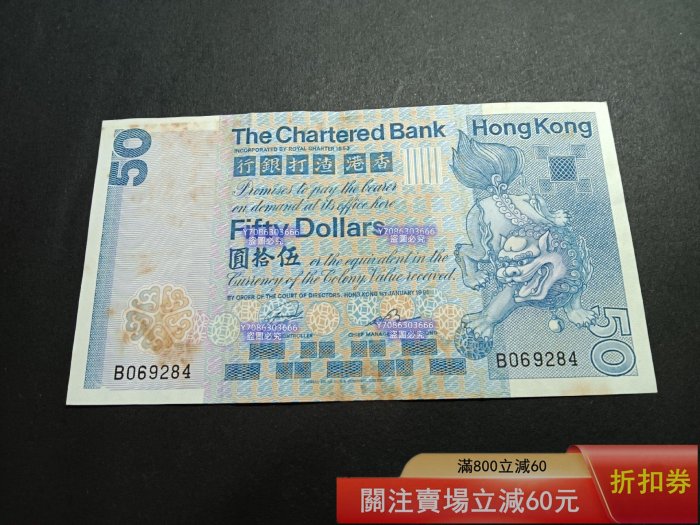 50
The Chartered Bank
Hong Kong
INCORPORATED BY ROYAL CHARTER 1853
行銀打渣港香
Promises to pay the bearer
on demand at its office here
Fifty Dollars
Y7086303666
盜圖必究
Y7086303666
盜圖必究
圓拾伍
or the equivalent in the
Currency of the Colony, Value received.
BY ORDER OF THE COURT OF DIRECTORS, HONG KONG 1ST JANUARY
Y7086303666
盜圖必究
Y7086303666
盜圖必究
CHIEF MANAGER
B069284
B069284
50
滿800立減60
關注賣場立減60元
折扣券